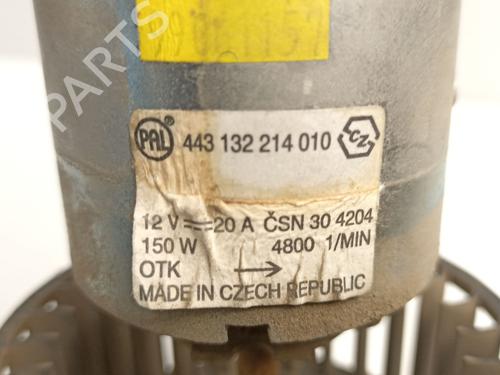 PAL 443 132 214 010 CZ
12 V 20 A ČSN 30 4204
150 W 4800 1/MIN
OTK
MADE IN CZECH REPUBLIC
B PARTS